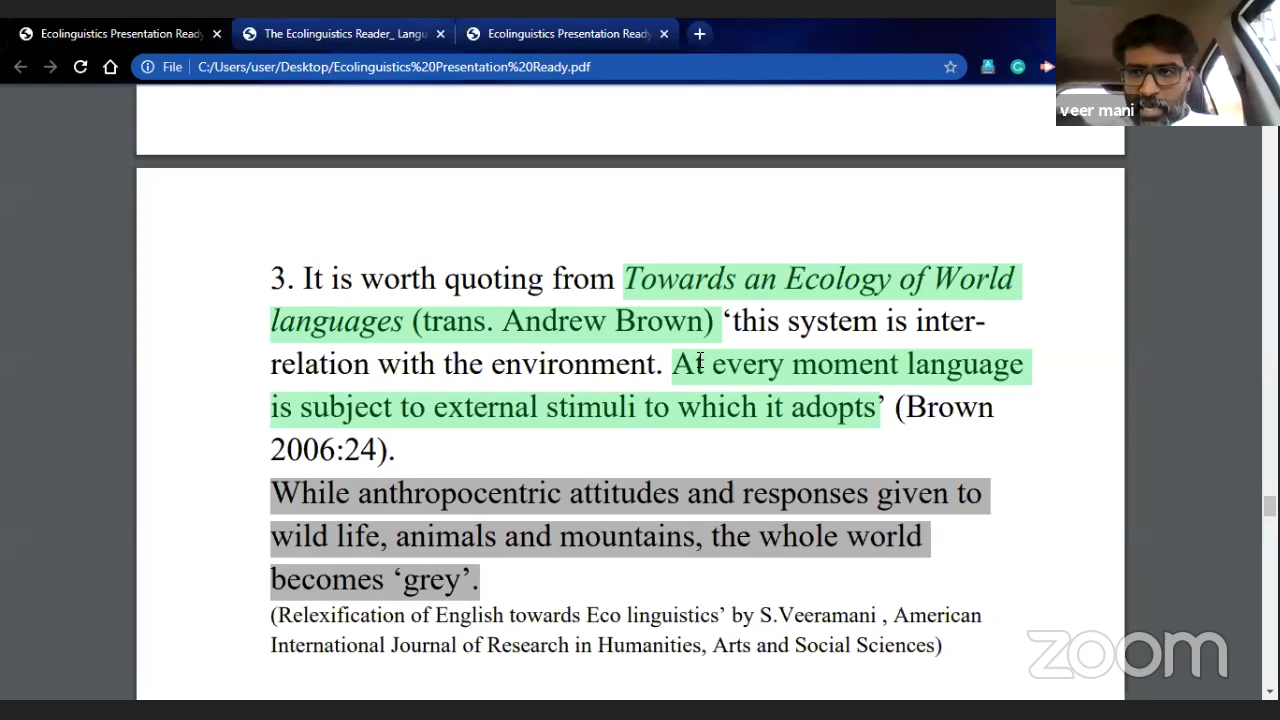 Ecolinguistics Presentation Ready
The Ecolinguistics Reader_ Langu
Ecolinguistics Presentation Ready
File C:/Users/user/Desktop/Ecolinguistics%20Presentation%20Ready.pdf
veer mani
3. It is worth quoting from Towards an Ecology of World
languages (trans. Andrew Brown) ‘this system is inter-
relation with the environment. At every moment language
is subject to external stimuli to which it adopts’ (Brown
2006:24).
While anthropocentric attitudes and responses given to
wild life, animals and mountains, the whole world
becomes ‘grey’.
(Relexification of English towards Eco linguistics’ by S.Veeramani , American
International Journal of Research in Humanities, Arts and Social Sciences)
zoom